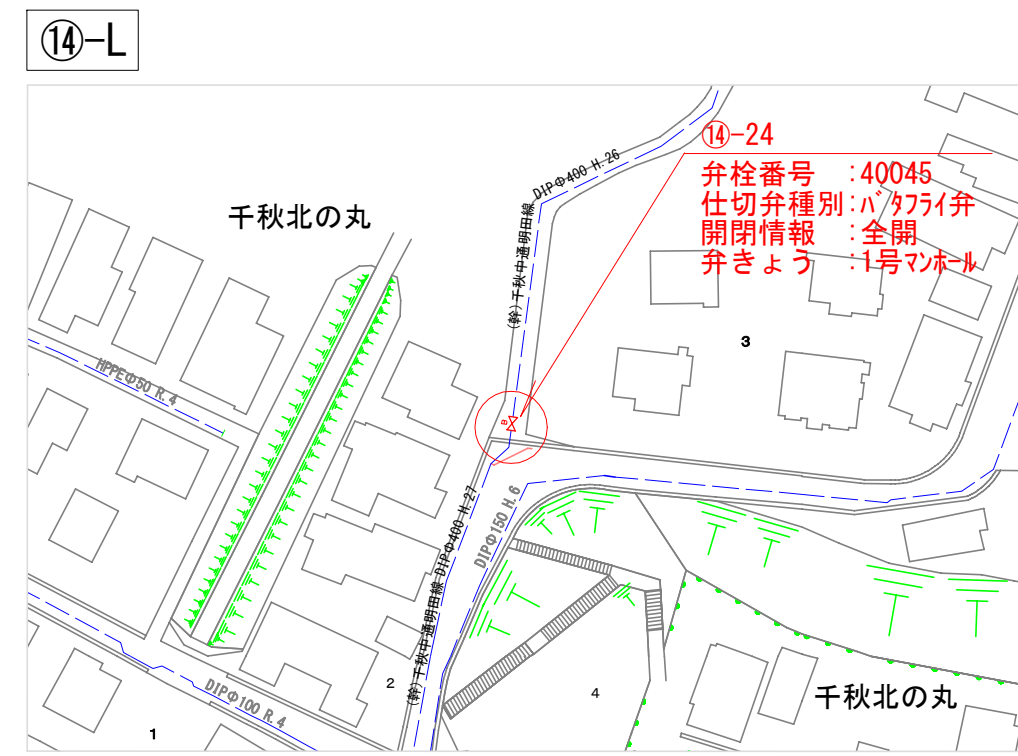 ⑭-L
⑭-24
弁栓番号 :40045
仕切弁種別:バタフライ弁
開閉情報 :全開
弁きょう :1号マンホール
千秋北の丸
(幹)千秋中通明田線 DIPΦ400 H.26
3
HPPEΦ50 R.4
B
(幹)千秋中通明田線 DIPΦ400 H.27
DIPΦ150 H.6
2
4
DIPΦ100 R.4
千秋北の丸
1